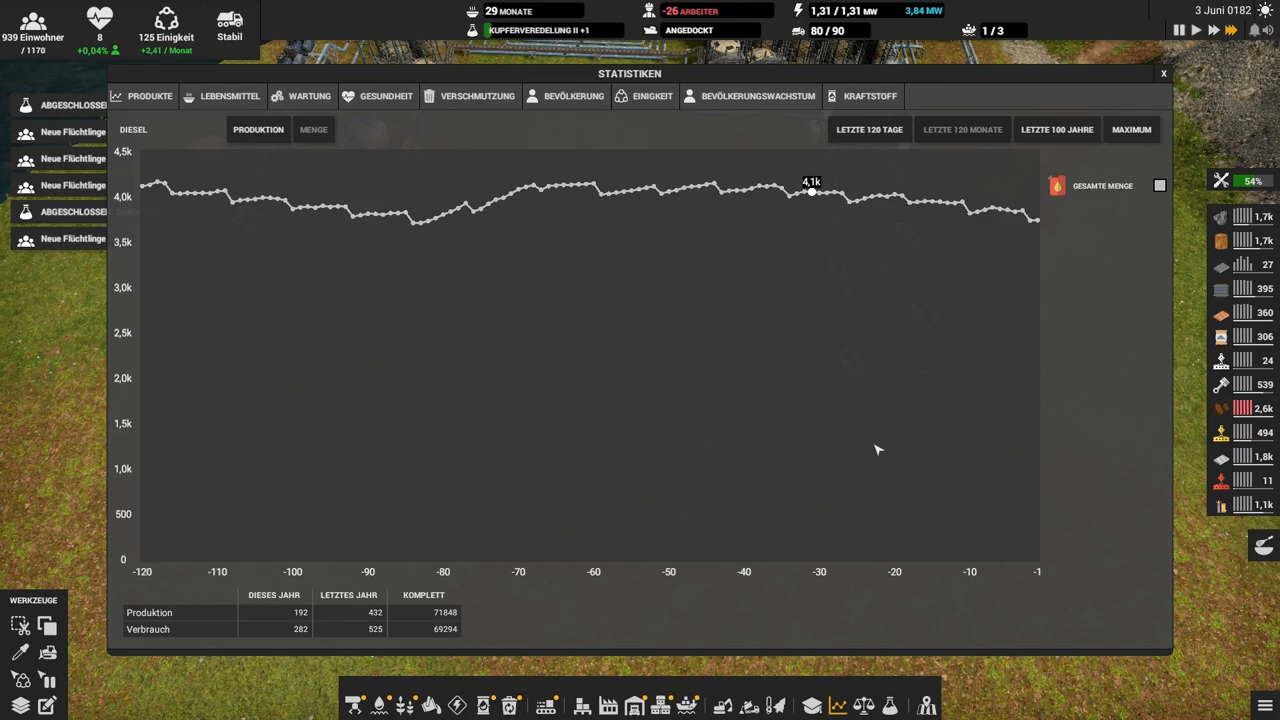 939 Einwohner
/ 1170
8
+0,04%
125 Einigkeit
+2,41 / Monat
Stabil
29 MONATE
KUPFERVEREDELUNG II +1
-26 ARBEITER
ANGEDOCKT
1,31 / 1,31 MW
3,84 MW
80 / 90
1 / 3
3 Juni 0182
STATISTIKEN
X
PRODUKTE
LEBENSMITTEL
WARTUNG
GESUNDHEIT
VERSCHMUTZUNG
BEVÖLKERUNG
EINIGKEIT
BEVÖLKERUNGSWACHSTUM
KRAFTSTOFF
ABGESCHLOSSE
Neue Flüchtlinge
Neue Flüchtlinge
Neue Flüchtlinge
ABGESCHLOSSE
Neue Flüchtlinge
DIESEL
PRODUKTION
MENGE
LETZTE 120 TAGE
LETZTE 120 MONATE
LETZTE 100 JAHRE
MAXIMUM
4,5k
4,0k
3,5k
3,0k
2,5k
2,0k
1,5k
1,0k
500
0
4,1k
GESAMTE MENGE
-120
-110
-100
-90
-80
-70
-60
-50
-40
-30
-20
-10
-1
DIESES JAHR LETZTES JAHR KOMPLETT
Produktion 192 432 71848
Verbrauch 282 525 69294
54%
1,7k
1,7k
27
395
360
306
24
539
2,6k
494
1,8k
11
1,1k
WERKZEUGE